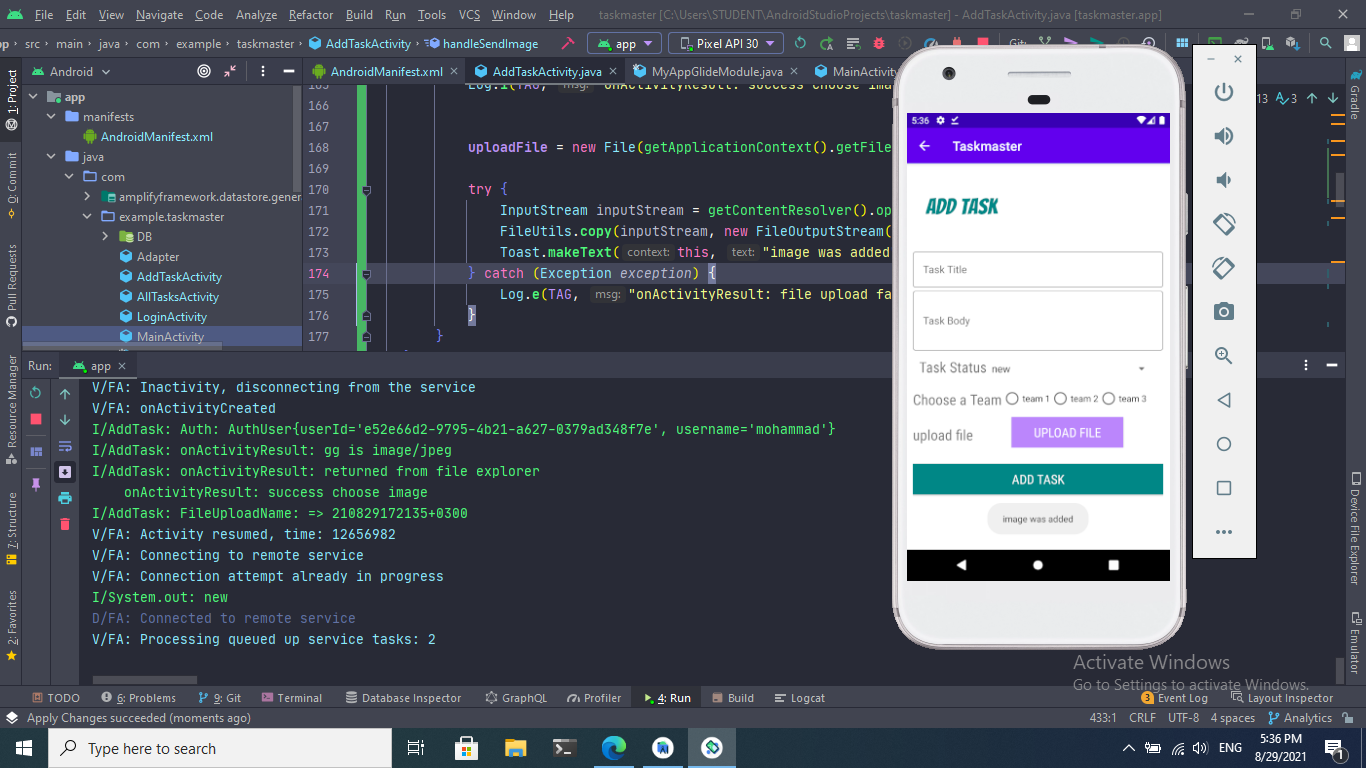 File Edit View Navigate Code Analyze Refactor Build Run Tools VCS Window Help taskmaster [C:\Users\STUDENT\AndroidStudioProjects\taskmaster] - AddTaskActivity.java [taskmaster.app]
src main java com example taskmaster AddTaskActivity handleSendImage app Pixel API 30 Git:
Android AndroidManifest.xml AddTaskActivity.java MyAppGlideModule.java MainActivity
1: Project
0: Commit
Pull Requests
Resource Manager
7: Structure
2: Favorites
app
manifests
AndroidManifest.xml
java
com
amplifyframework.datastore.gener
example.taskmaster
DB
Adapter
AddTaskActivity
AllTasksActivity
LoginActivity
MainActivity
165 Log.i(TAG, msg: "onActivityResult: success choose ima
166
167
168 uploadFile = new File(getApplicationContext().getFile
170 try {
171 InputStream inputStream = getContentResolver().op
172 FileUtils.copy(inputStream, new FileOutputStream(
173 Toast.makeText( context: this, text: "image was added
174 } catch (Exception exception) {
175 Log.e(TAG, msg: "onActivityResult: file upload fa
176 }
177 }
13 3
Gradle
Device File Explorer
Emulator
Run: app
V/FA: Inactivity, disconnecting from the service
V/FA: onActivityCreated
I/AddTask: Auth: AuthUser{userId='e52e66d2-9795-4b21-a627-0379ad348f7e', username='mohammad'}
I/AddTask: onActivityResult: gg is image/jpeg
I/AddTask: onActivityResult: returned from file explorer
onActivityResult: success choose image
I/AddTask: FileUploadName: => 210829172135+0300
V/FA: Activity resumed, time: 12656982
V/FA: Connecting to remote service
V/FA: Connection attempt already in progress
I/System.out: new
D/FA: Connected to remote service
V/FA: Processing queued up service tasks: 2
5:36
Taskmaster
ADD TASK
Task Title
Task Body
Task Status new
Choose a Team team 1 team 2 team 3
upload file UPLOAD FILE
ADD TASK
image was added
Activate Windows
Go to Settings to activate Windows.
TODO 6: Problems 9: Git Terminal Database Inspector GraphQL Profiler 4: Run Build Logcat 3 Event Log Layout Inspector
Apply Changes succeeded (moments ago) 433:1 CRLF UTF-8 4 spaces Analytics
Type here to search ENG 5:36 PM
8/29/2021 1